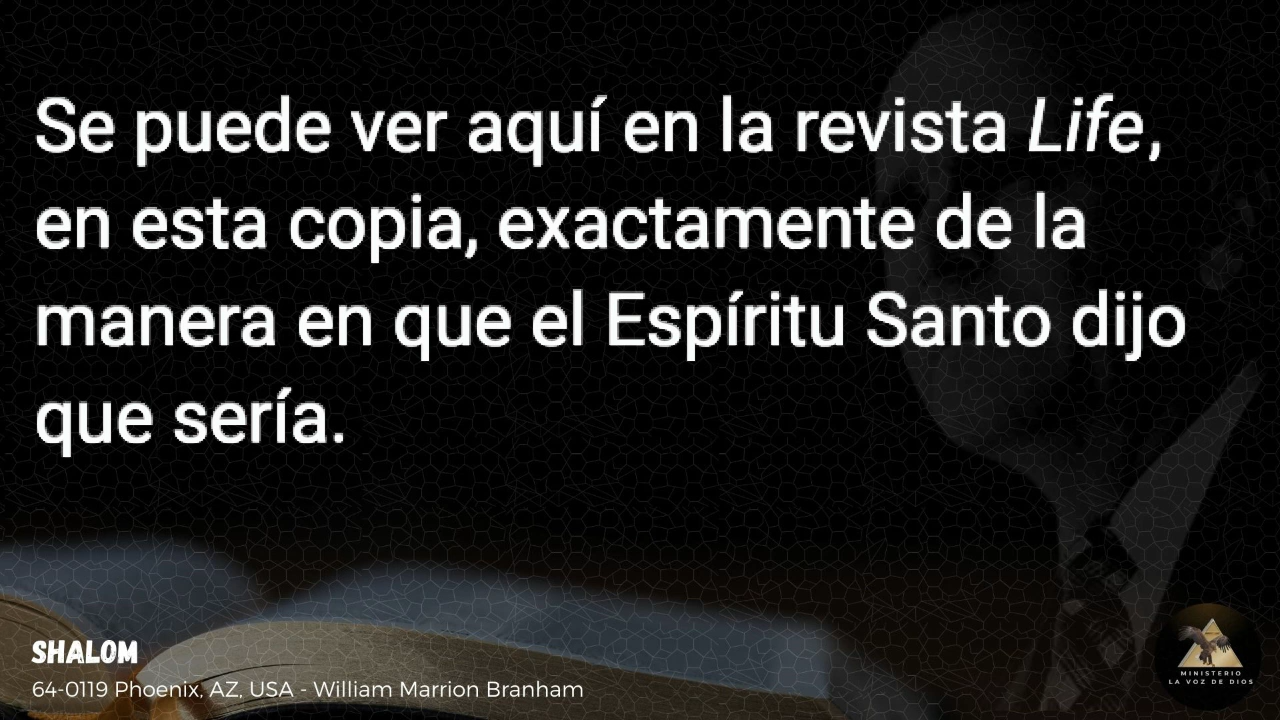 Se puede ver aquí en la revista Life,
en esta copia, exactamente de la
manera en que el Espíritu Santo dijo
que sería.
SHALOM
64-0119 Phoenix, AZ, USA - William Marrion Branham
MINISTERIO
LA VOZ DE DIOS